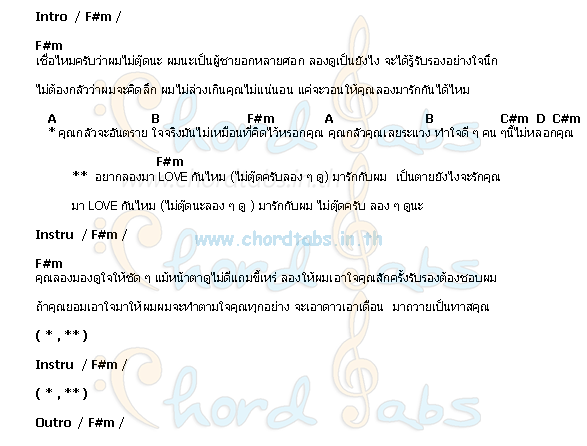 Intro / F#m /
F#m
เชื่อไหมครับว่าผมไม่ตุ๊ดนะ ผมนะเป็นผู้ชายอกหลายศอก ลองดูเป็นยังไง จะได้รู้รับรองอย่างใจนึก
ไม่ต้องกลัวว่าผมจะคิดลึก ผมไม่ล่วงเกินคุณไม่แน่นอน แค่จะวอนให้คุณลองมารักกันได้ไหม
A B F#m A B C#m D C#m
* คุณกลัวจะอันตราย ใจจริงมันไม่เหมือนที่คิดไว้หรอกคุณ คุณกลัวคุณเลยระแวง ทำใจดี ๆ คน ๆนี้ไม่หลอกคุณ
F#m
** อยากลองมา LOVE กันไหม (ไม่ตุ๊ดครับลอง ๆ ดู) มารักกับผม เป็นตายยังไงจะรักคุณ
มา LOVE กันไหม (ไม่ตุ๊ดนะลอง ๆ ดู ) มารักกับผม ไม่ตุ๊ดครับ ลอง ๆ ดูนะ
Instru / F#m /
www.chordtabs.in.th
F#m
คุณลองมองดูใจให้ชัด ๆ แม้หน้าตาดูไม่ดีแถมขี้เหร่ ลองให้ผมเอาใจคุณสักครั้งรับรองต้องชอบผม
ถ้าคุณยอมเอาใจมาให้ผมผมจะทำตามใจคุณทุกอย่าง จะเอาดาวเอาเดือน มาถวายเป็นทาสคุณ
( * , ** )
Instru / F#m /
( * , ** )
Outro / F#m /
Chord Tabs